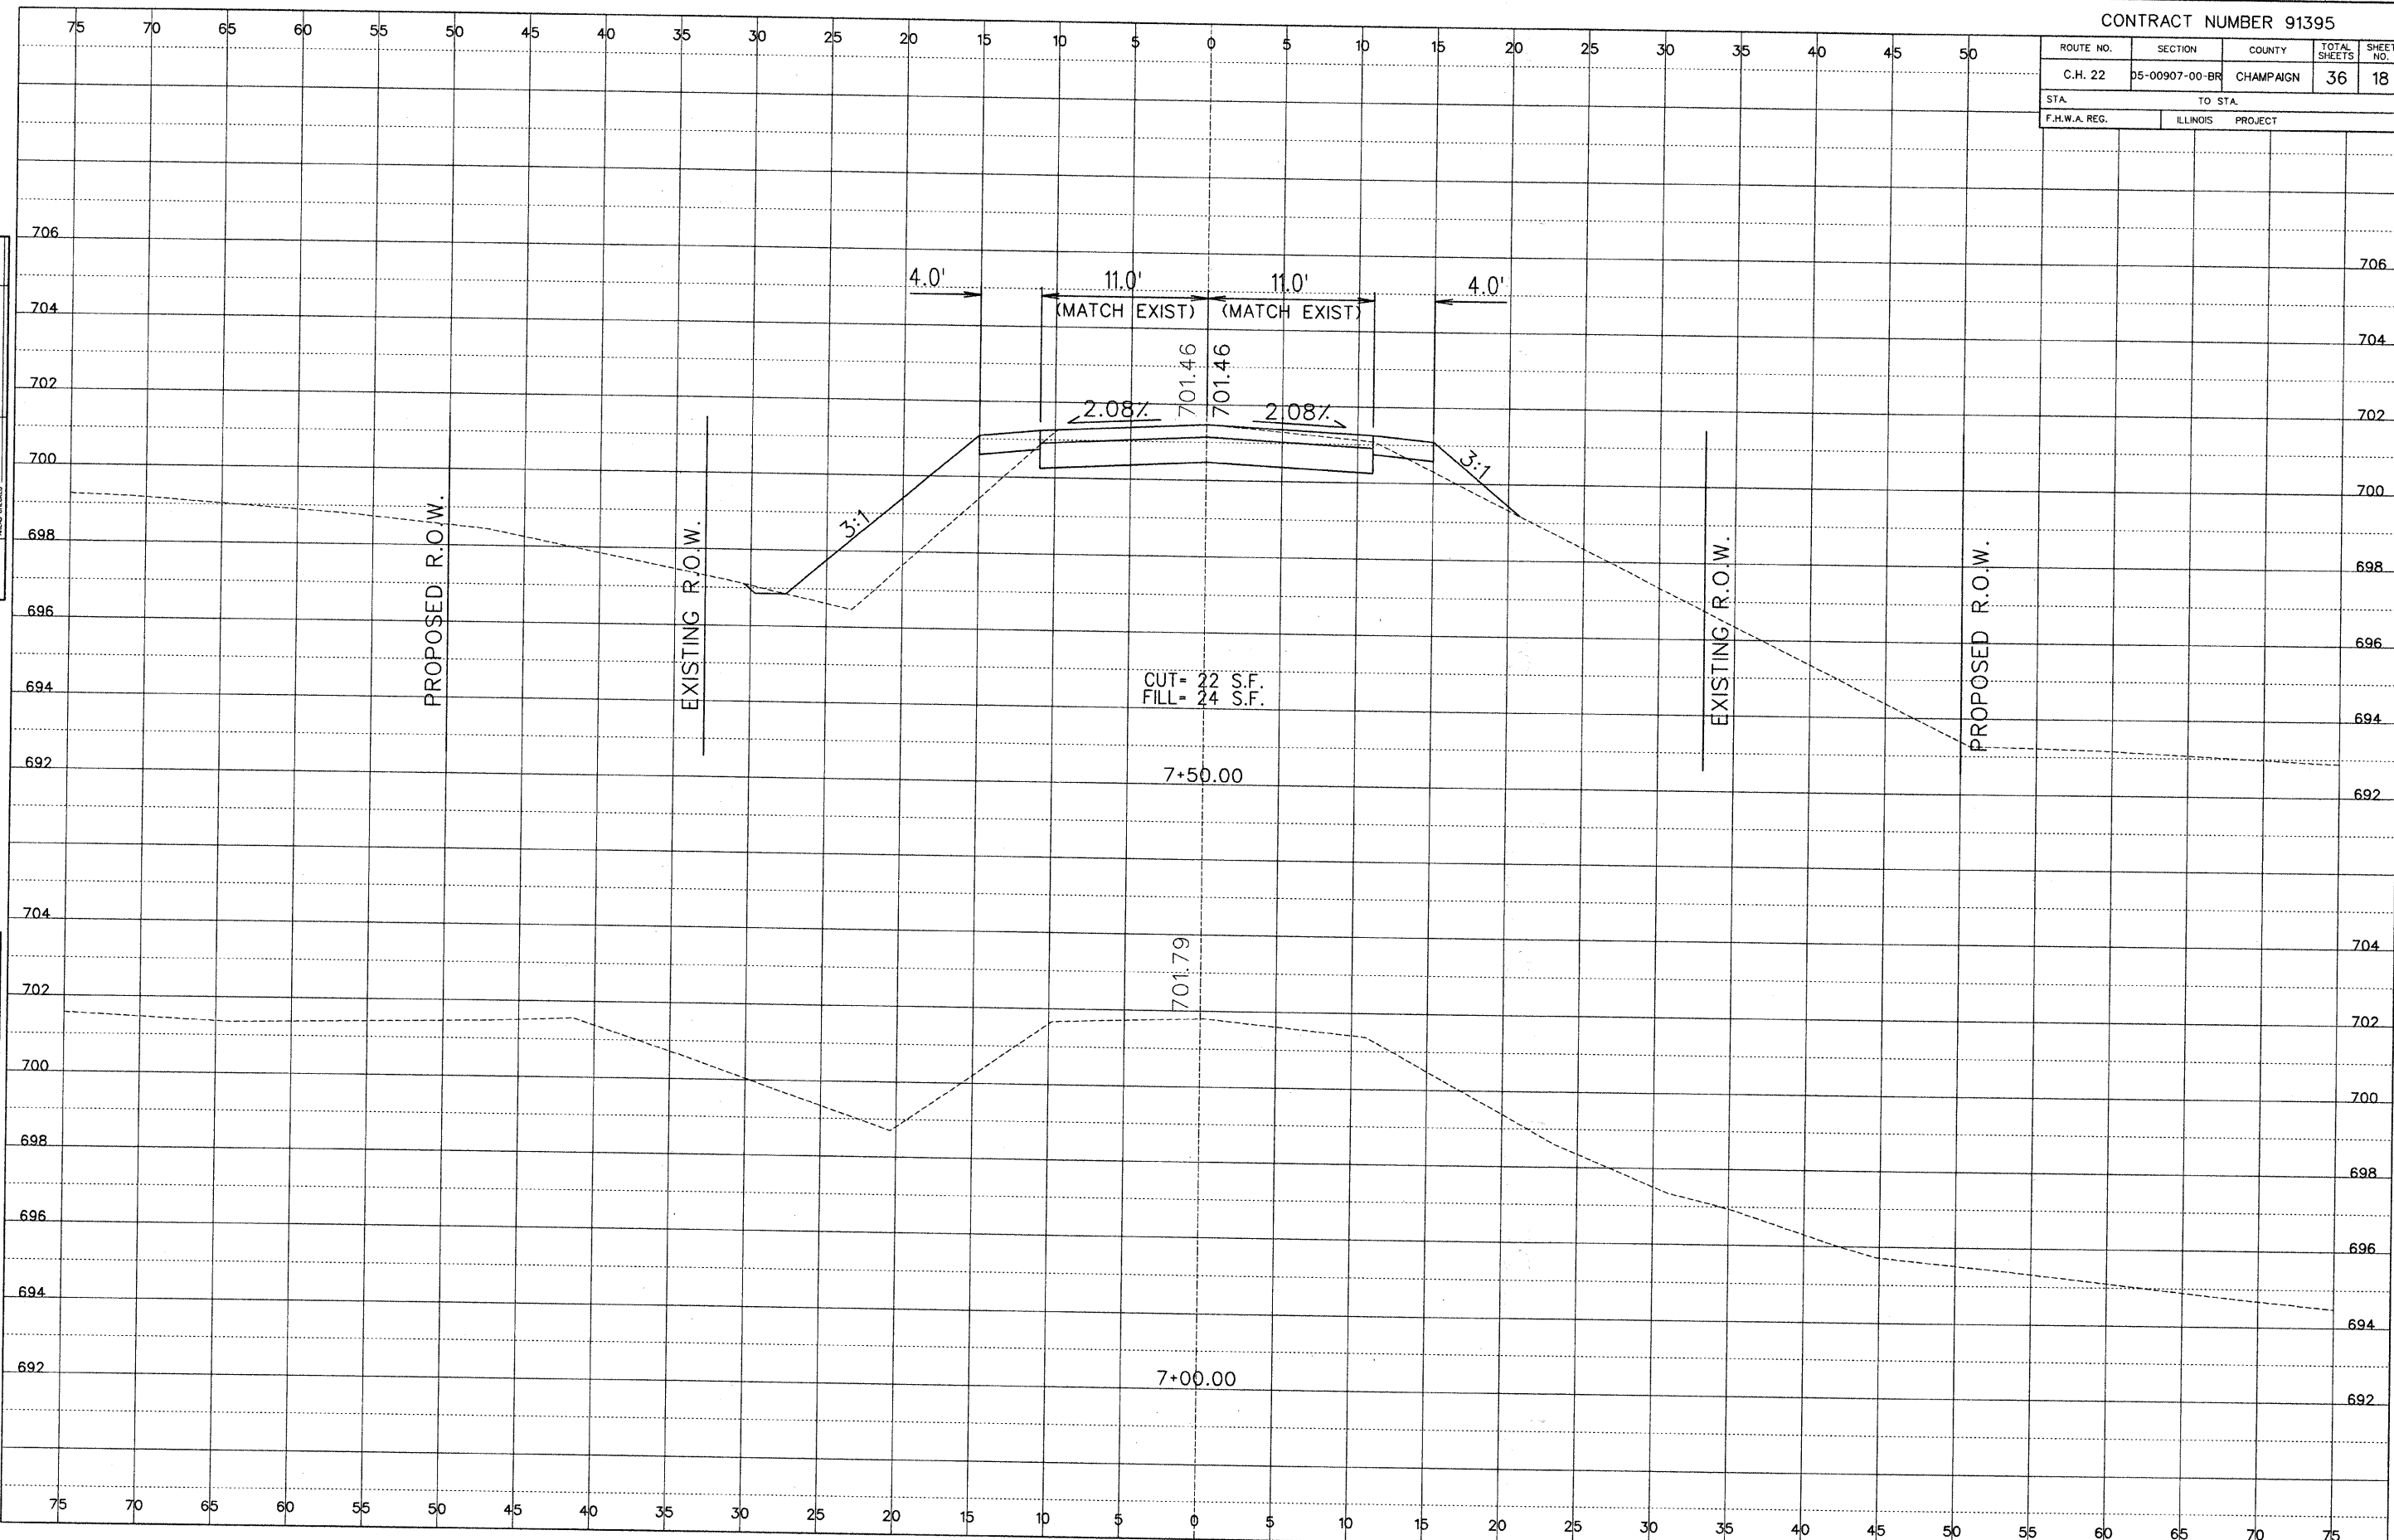 CONTRACT NUMBER 91395
ROUTE NO. SECTION COUNTY TOTAL SHEETS SHEET NO.
C.H. 22 05-00907-00-BR CHAMPAIGN 36 18
STA. TO STA.
F.H.W.A. REG. ILLINOIS PROJECT
75 70 65 60 55 50 45 40 35 30 25 20 15 10 5 0 5 10 15 20 25 30 35 40 45 50
706 706
4.0' 11.0' 11.0' 4.0'
(MATCH EXIST) (MATCH EXIST)
704 704
701.46 701.46
702 702
2.08% 2.08%
3:1 3:1
700 700
698 698
PROPOSED R.O.W.
EXISTING R.O.W.
EXISTING R.O.W.
PROPOSED R.O.W.
696 696
CUT= 22 S.F.
FILL= 24 S.F.
694 694
692 692
7+50.00
704 704
701.79
702 702
700 700
698 698
696 696
694 694
692 692
7+00.00
75 70 65 60 55 50 45 40 35 30 25 20 15 10 5 0 5 10 15 20 25 30 35 40 45 50 55 60 65 70 75